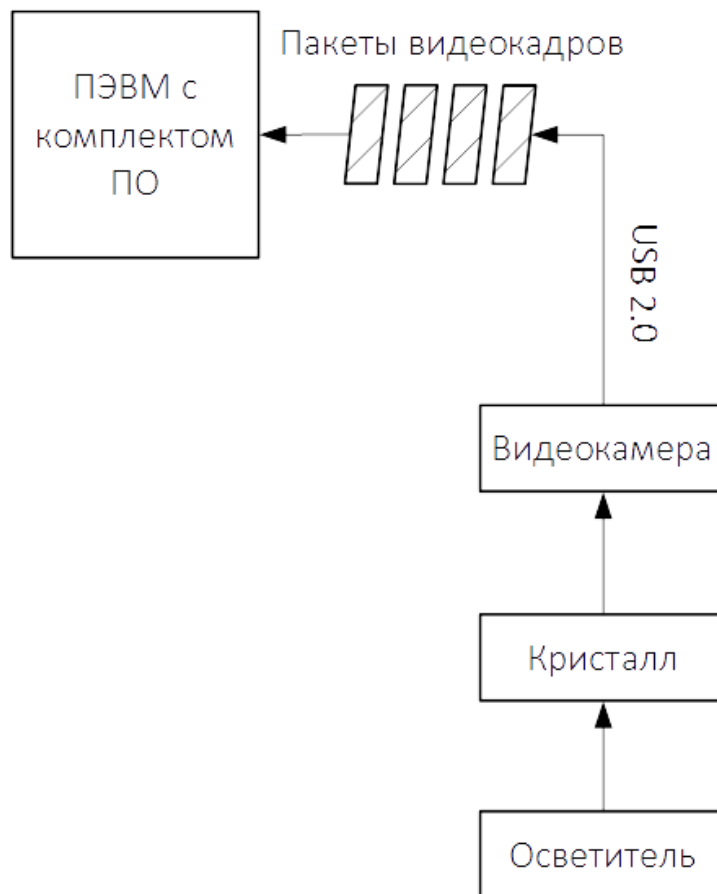 Пакеты видеокадров
ПЭВМ с
комплектом
ПО
USB 2.0
Видеокамера
Кристалл
Осветитель